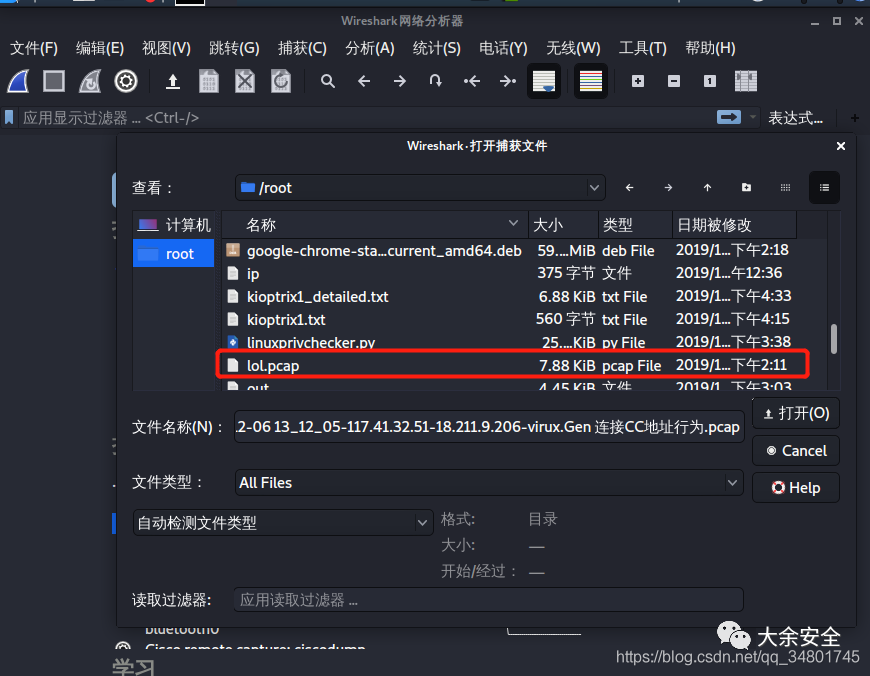 Wireshark网络分析器
文件(F) 编辑(E) 视图(V) 跳转(G) 捕获(C) 分析(A) 统计(S) 电话(Y) 无线(W) 工具(T) 帮助(H)
应用显示过滤器 … <Ctrl-/> 表达式…
Wireshark·打开捕获文件
查看： /root
计算机
root
名称 大小 类型 日期被修改
google-chrome-sta...current_amd64.deb 59.…MiB deb File 2019/1...下午2:18
ip 375 字节 文件 2019/1...午12:36
kioptrix1_detailed.txt 6.88 KiB txt File 2019/1...下午4:33
kioptrix1.txt 560 字节 txt File 2019/1...下午4:15
linuxprivchecker.py 25.…KiB py File 2019/1...下午3:38
lol.pcap 7.88 KiB pcap File 2019/1...下午2:11
out 4.45 KiB 文件 2019/1...下午3:03
文件名称(N)： .2-06 13_12_05-117.41.32.51-18.211.9.206-virux.Gen 连接CC地址行为.pcap
打开(O)
Cancel
文件类型： All Files
Help
自动检测文件类型
格式: 目录
大小: —
开始/经过： —
读取过滤器: 应用读取过滤器 …
bluetooth0
Cisco remote capture: ciscodump
学习
大余安全
https://blog.csdn.net/qq_34801745